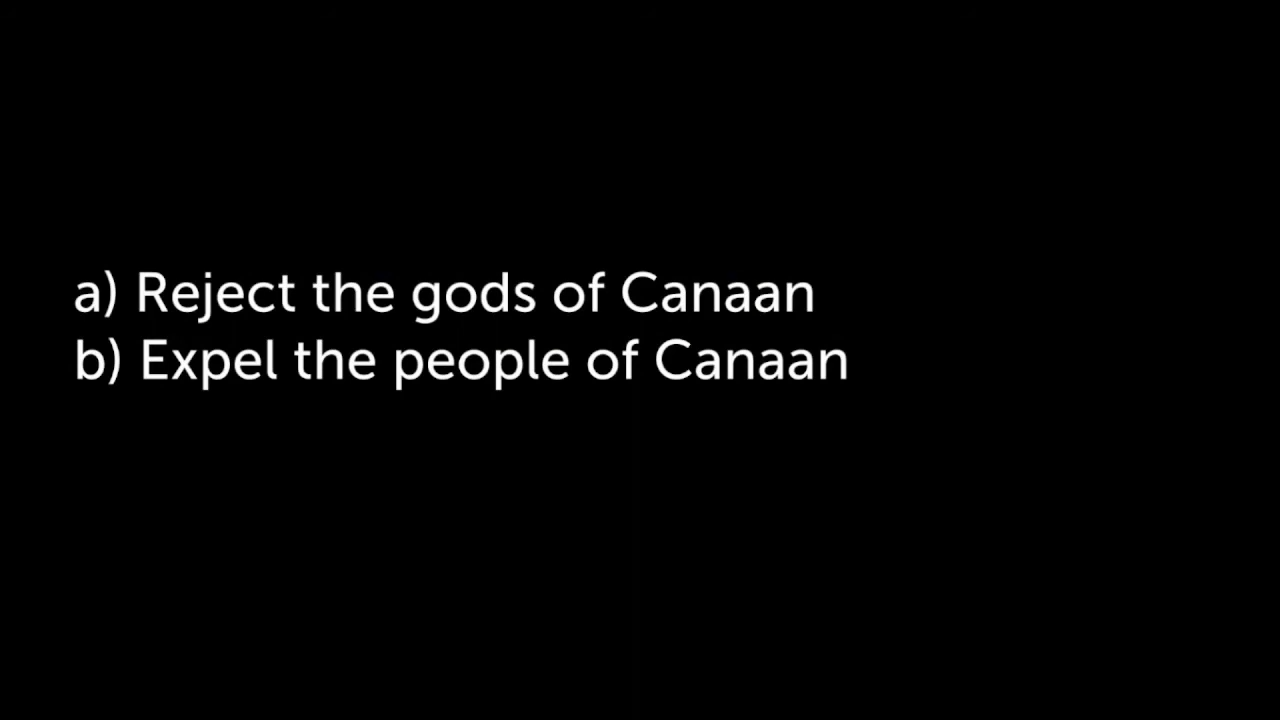 a) Reject the gods of Canaan
b) Expel the people of Canaan